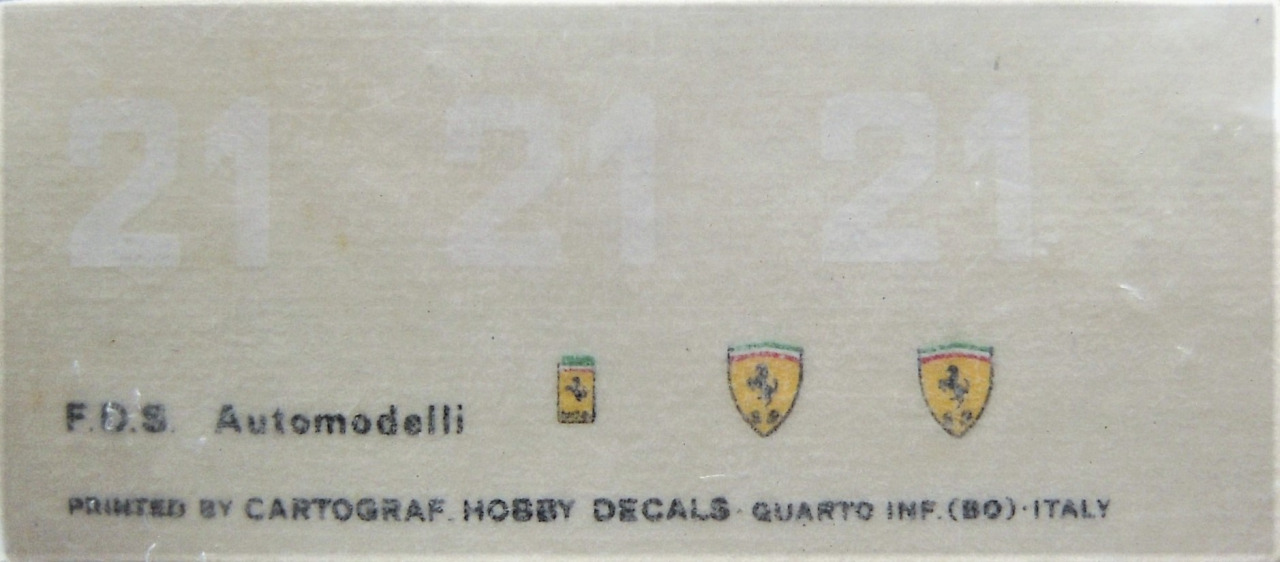 21 21 21
F.D.S. Automodelli
PRINTED BY CARTOGRAF. HOBBY DECALS · QUARTO INF. (BO) · ITALY